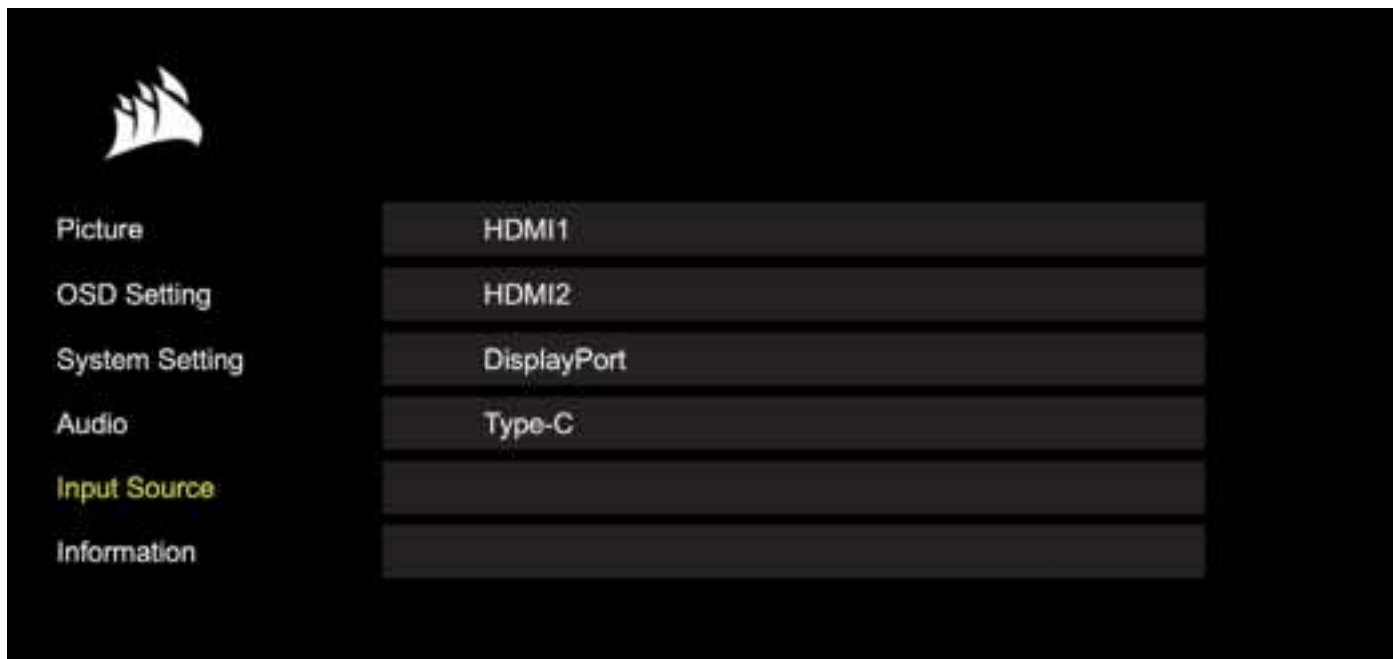 Picture
HDMI1
OSD Setting
HDMI2
System Setting
DisplayPort
Audio
Type-C
Input Source
Information